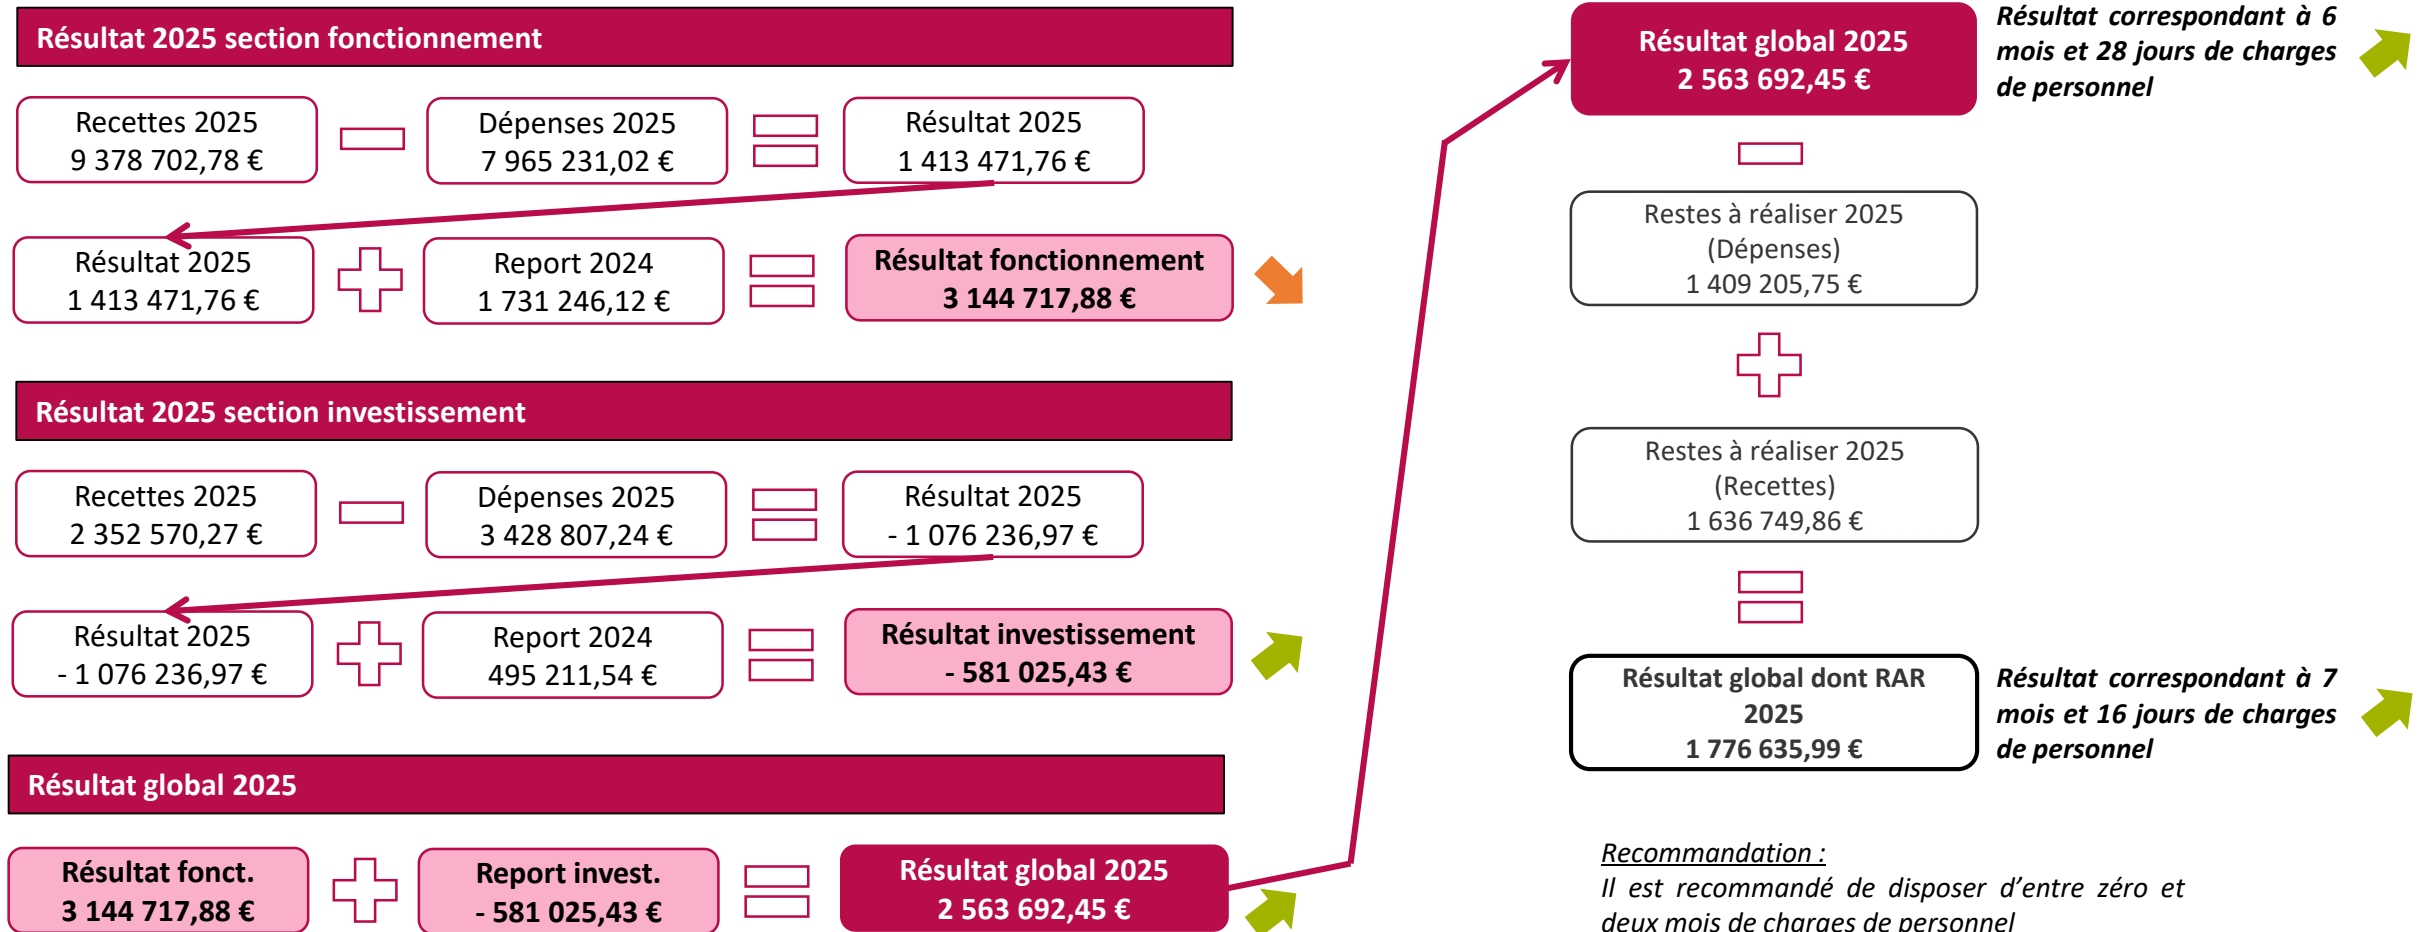 Résultat 2025 section fonctionnement
Recettes 2025
9 378 702,78 €
Dépenses 2025
7 965 231,02 €
Résultat 2025
1 413 471,76 €
Résultat 2025
1 413 471,76 €
Report 2024
1 731 246,12 €
Résultat fonctionnement
3 144 717,88 €
Résultat 2025 section investissement
Recettes 2025
2 352 570,27 €
Dépenses 2025
3 428 807,24 €
Résultat 2025
- 1 076 236,97 €
Résultat 2025
- 1 076 236,97 €
Report 2024
495 211,54 €
Résultat investissement
- 581 025,43 €
Résultat global 2025
Résultat fonct.
3 144 717,88 €
Report invest.
- 581 025,43 €
Résultat global 2025
2 563 692,45 €
Résultat global 2025
2 563 692,45 €
Résultat correspondant à 6
mois et 28 jours de charges
de personnel
Restes à réaliser 2025
(Dépenses)
1 409 205,75 €
Restes à réaliser 2025
(Recettes)
1 636 749,86 €
Résultat global dont RAR
2025
1 776 635,99 €
Résultat correspondant à 7
mois et 16 jours de charges
de personnel
Recommandation :
Il est recommandé de disposer d’entre zéro et
deux mois de charges de personnel